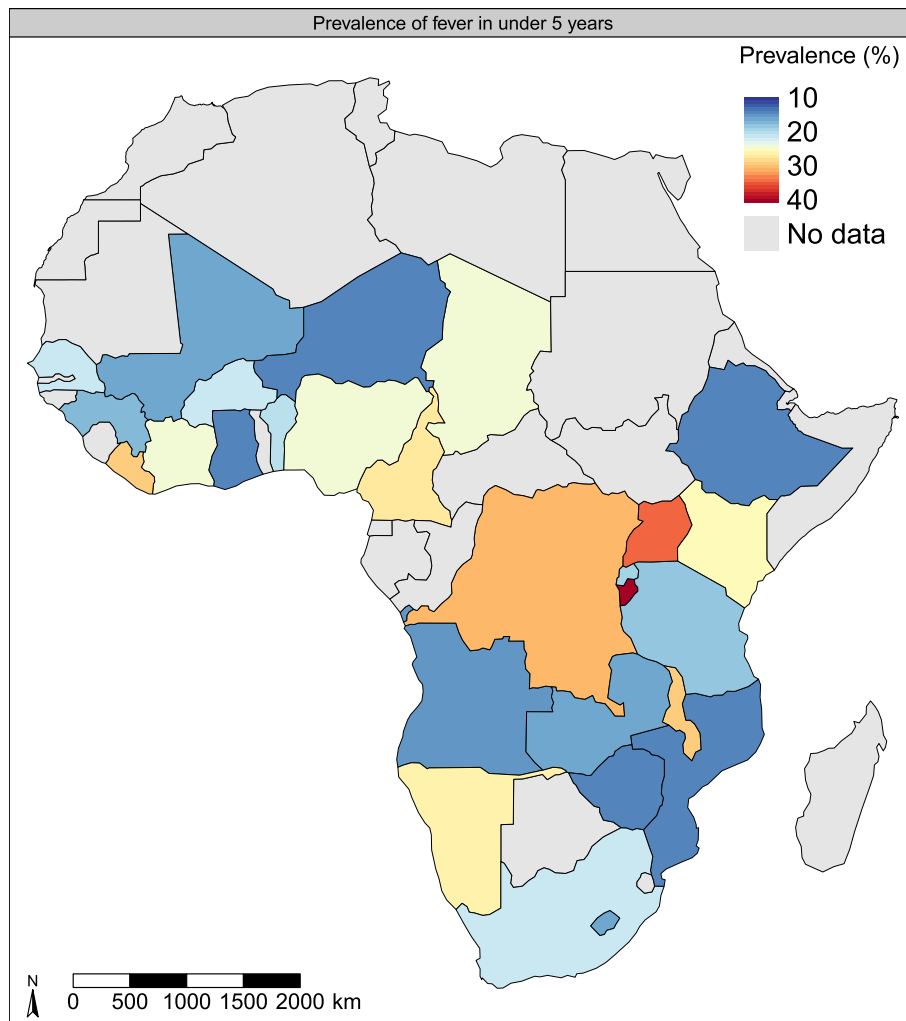 Prevalence of fever in under 5 years
Prevalence (%)
10
20
30
40
No data
N
0 500 1000 1500 2000 km